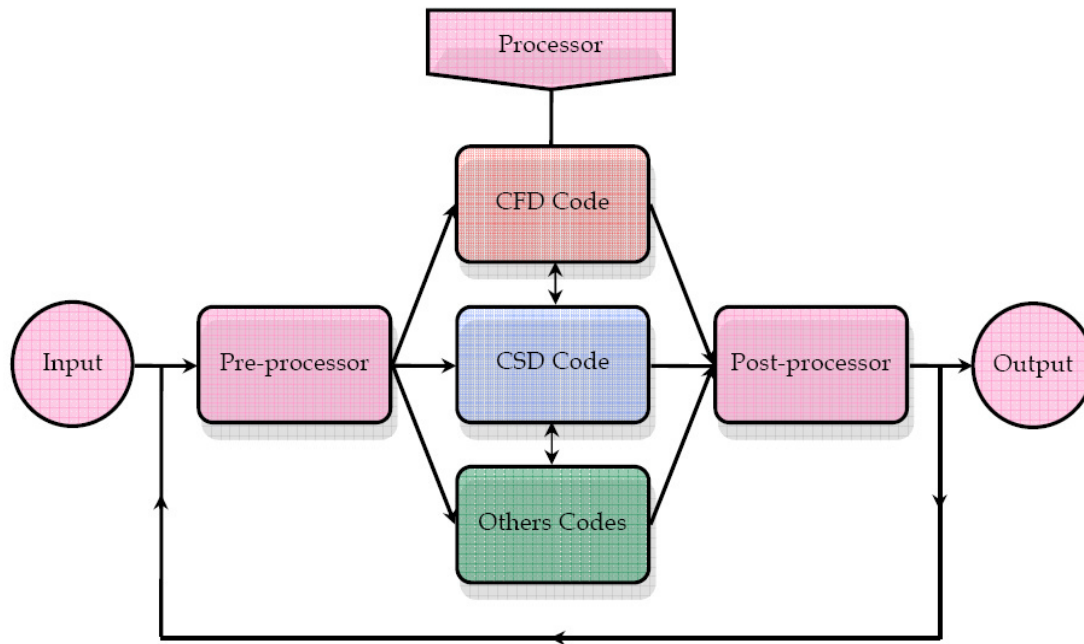 Processor
CFD Code
Input
Pre-processor
CSD Code
Post-processor
Output
Others Codes